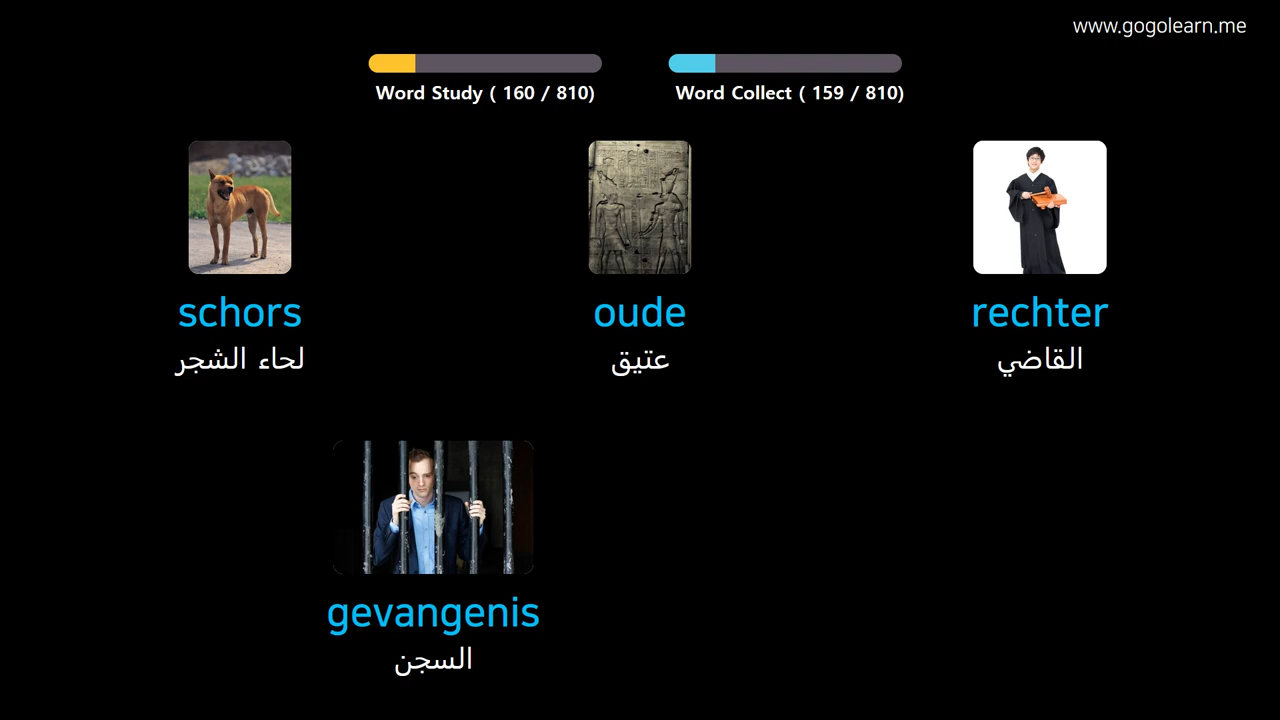 www.gogolearn.me
Word Study ( 160 / 810)
Word Collect ( 159 / 810)
schors
oude
rechter
لحاء الشجر
عتيق
القاضي
gevangenis
السجن